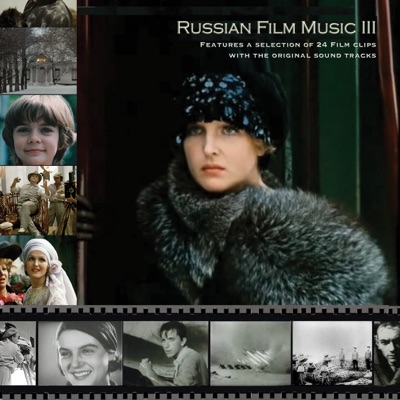 Russian Film Music III
Features a selection of 24 Film clips
with the original sound tracks